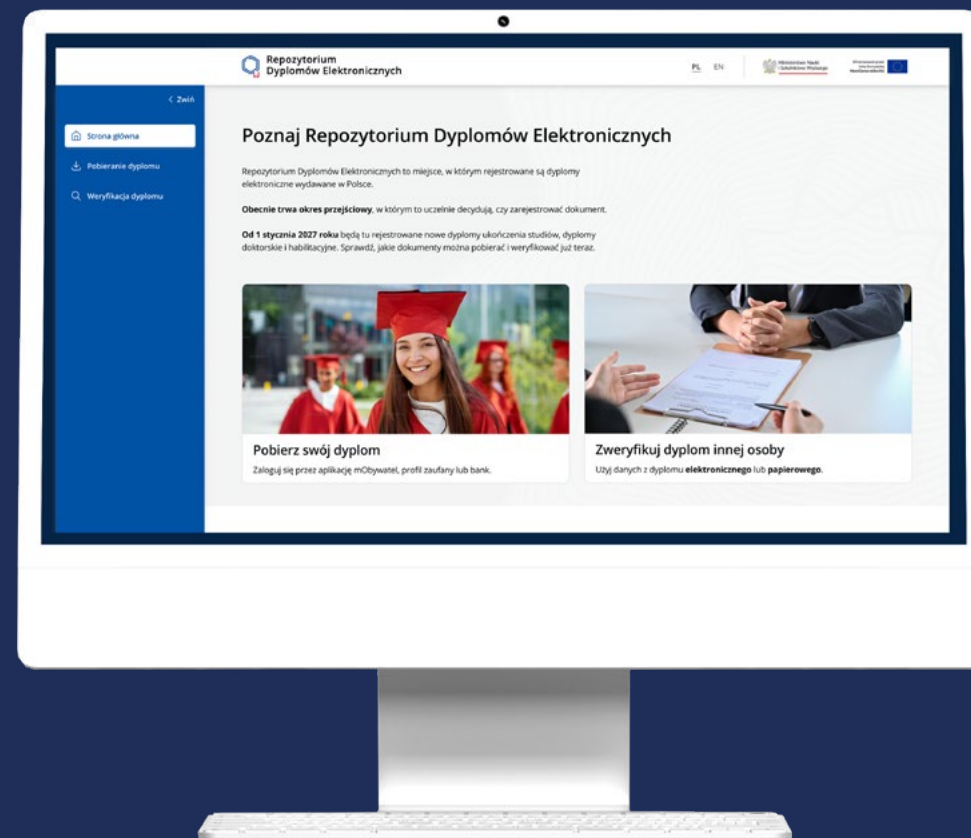 Repozytorium
Dyplomów Elektronicznych
PL EN
Ministerstwo Nauki
i Szkolnictwa Wyższego
< Zwiń
Strona główna
Pobieranie dyplomu
Weryfikacja dyplomu
Poznaj Repozytorium Dyplomów Elektronicznych
Repozytorium Dyplomów Elektronicznych to miejsce, w którym rejestrowane są dyplomy
elektroniczne wydawane w Polsce.
Obecnie trwa okres przejściowy, w którym to uczelnie decydują, czy zarejestrować dokument.
Od 1 stycznia 2027 roku będą tu rejestrowane nowe dyplomy ukończenia studiów, dyplomy
doktorskie i habilitacyjne. Sprawdź, jakie dokumenty można pobierać i weryfikować już teraz.
Pobierz swój dyplom
Zaloguj się przez aplikację mObywatel, profil zaufany lub bank.
Zweryfikuj dyplom innej osoby
Użyj danych z dyplomu elektronicznego lub papierowego.